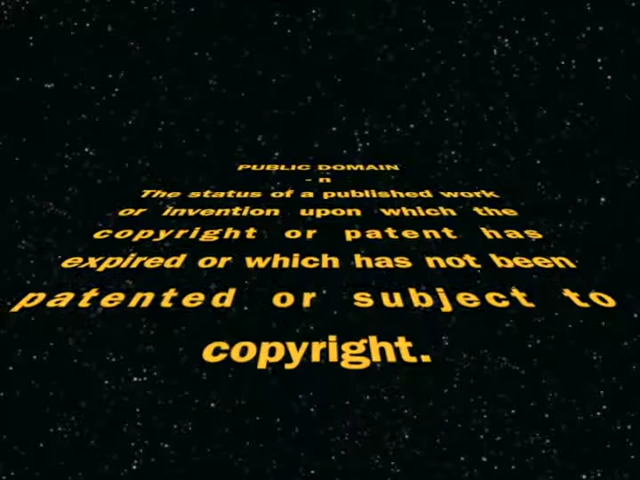 PUBLIC DOMAIN
- n
The status of a published work
or invention upon which the
copyright or patent has
expired or which has not been
patented or subject to
copyright.